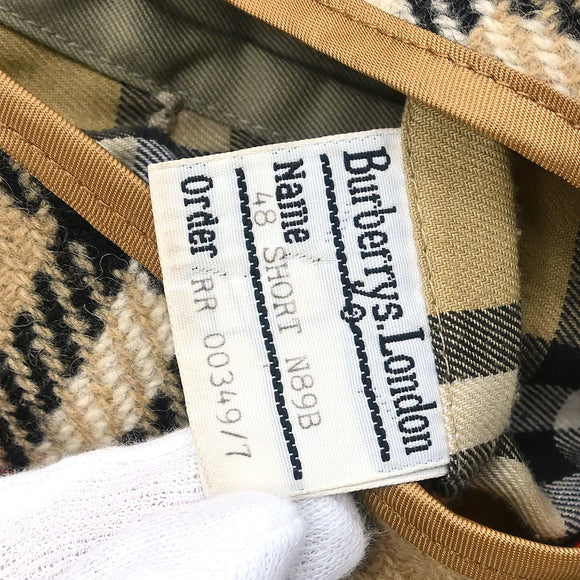 Burberrys.London
Name
48 SHORT N89B
Order RR 00349/7